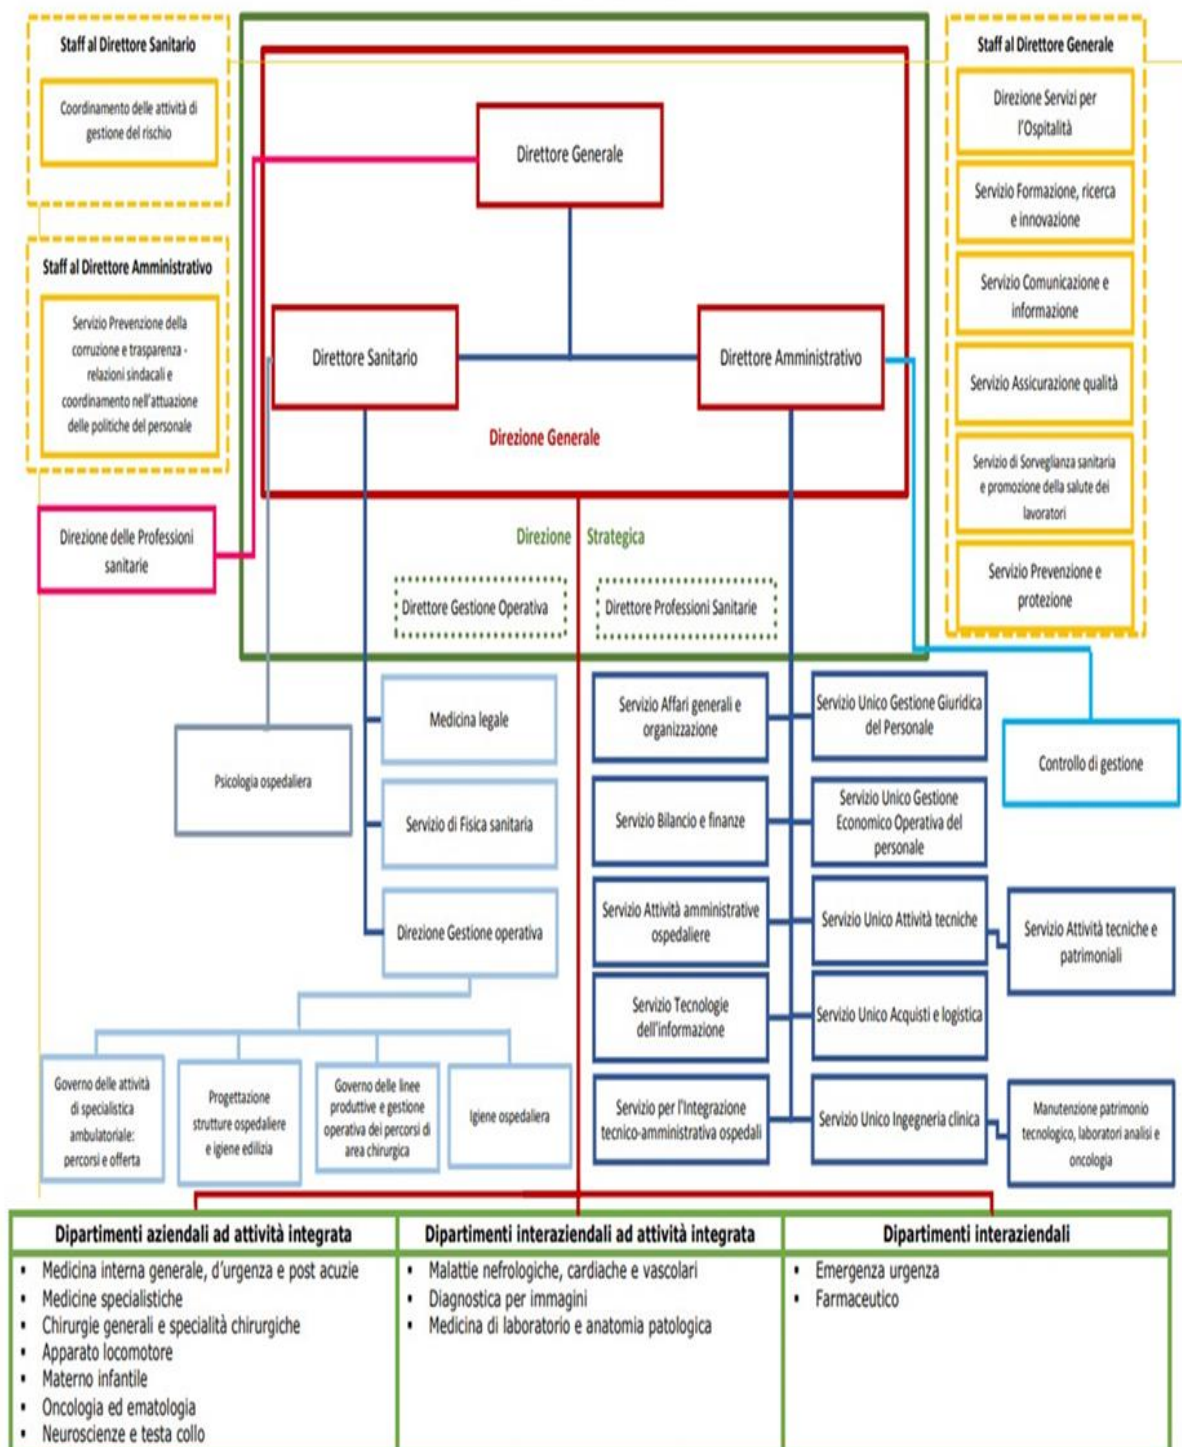 Staff al Direttore Sanitario
Coordinamento delle attività di
gestione del rischio
Staff al Direttore Amministrativo
Servizio Prevenzione della
corruzione e trasparenza -
relazioni sindacali e
coordinamento nell'attuazione
delle politiche del personale
Direzione delle Professioni
sanitarie
Direttore Generale
Direttore Sanitario
Direttore Amministrativo
Direzione Generale
Direzione Strategica
Direttore Gestione Operativa
Direttore Professioni Sanitarie
Staff al Direttore Generale
Direzione Servizi per
l'Ospitalità
Servizio Formazione, ricerca
e innovazione
Servizio Comunicazione e
informazione
Servizio Assicurazione qualità
Servizio di Sorveglianza sanitaria
e promozione della salute dei
lavoratori
Servizio Prevenzione e
protezione
Psicologia ospedaliera
Medicina legale
Servizio di Fisica sanitaria
Direzione Gestione operativa
Governo delle attività
di specialistica
ambulatoriale:
percorsi e offerta
Progettazione
strutture ospedaliere
e igiene edilizia
Governo delle linee
produttive e gestione
operativa dei percorsi di
area chirurgica
Igiene ospedaliera
Servizio Affari generali e
organizzazione
Servizio Bilancio e finanze
Servizio Attività amministrative
ospedaliere
Servizio Tecnologie
dell'informazione
Servizio per l'Integrazione
tecnico-amministrativa ospedali
Servizio Unico Gestione Giuridica
del Personale
Servizio Unico Gestione
Economico Operativa del
personale
Servizio Unico Attività tecniche
Servizio Unico Acquisti e logistica
Servizio Unico Ingegneria clinica
Controllo di gestione
Servizio Attività tecniche e
patrimoniali
Manutenzione patrimonio
tecnologico, laboratori analisi e
oncologia
Dipartimenti aziendali ad attività integrata
▪ Medicina interna generale, d'urgenza e post acuzie
▪ Medicine specialistiche
▪ Chirurgie generali e specialità chirurgiche
▪ Apparato locomotore
▪ Materno infantile
▪ Oncologia ed ematologia
▪ Neuroscienze e testa collo
Dipartimenti interaziendali ad attività integrata
▪ Malattie nefrologiche, cardiache e vascolari
▪ Diagnostica per immagini
▪ Medicina di laboratorio e anatomia patologica
Dipartimenti interaziendali
▪ Emergenza urgenza
▪ Farmaceutico